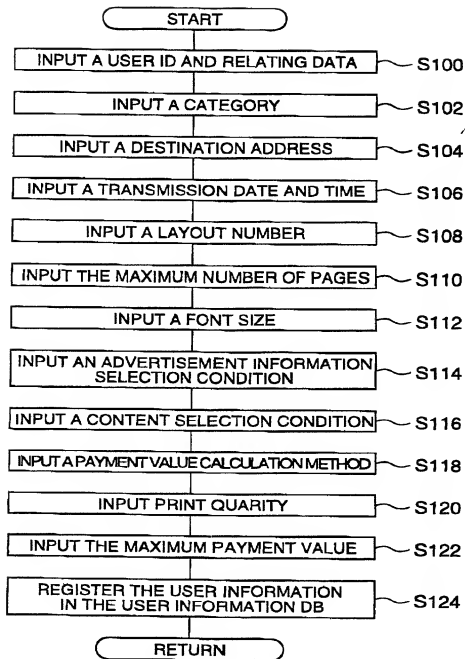 START
INPUT A USER ID AND RELATING DATA
S100
INPUT A CATEGORY
S102
INPUT A DESTINATION ADDRESS
S104
INPUT A TRANSMISSION DATE AND TIME
S106
INPUT A LAYOUT NUMBER
S108
INPUT THE MAXIMUM NUMBER OF PAGES
S110
INPUT A FONT SIZE
S112
INPUT AN ADVERTISEMENT INFORMATION
SELECTION CONDITION
S114
INPUT A CONTENT SELECTION CONDITION
S116
INPUT A PAYMENT VALUE CALCULATION METHOD
S118
INPUT PRINT QUARITY
S120
INPUT THE MAXIMUM PAYMENT VALUE
S122
REGISTER THE USER INFORMATION
IN THE USER INFORMATION DB
S124
RETURN